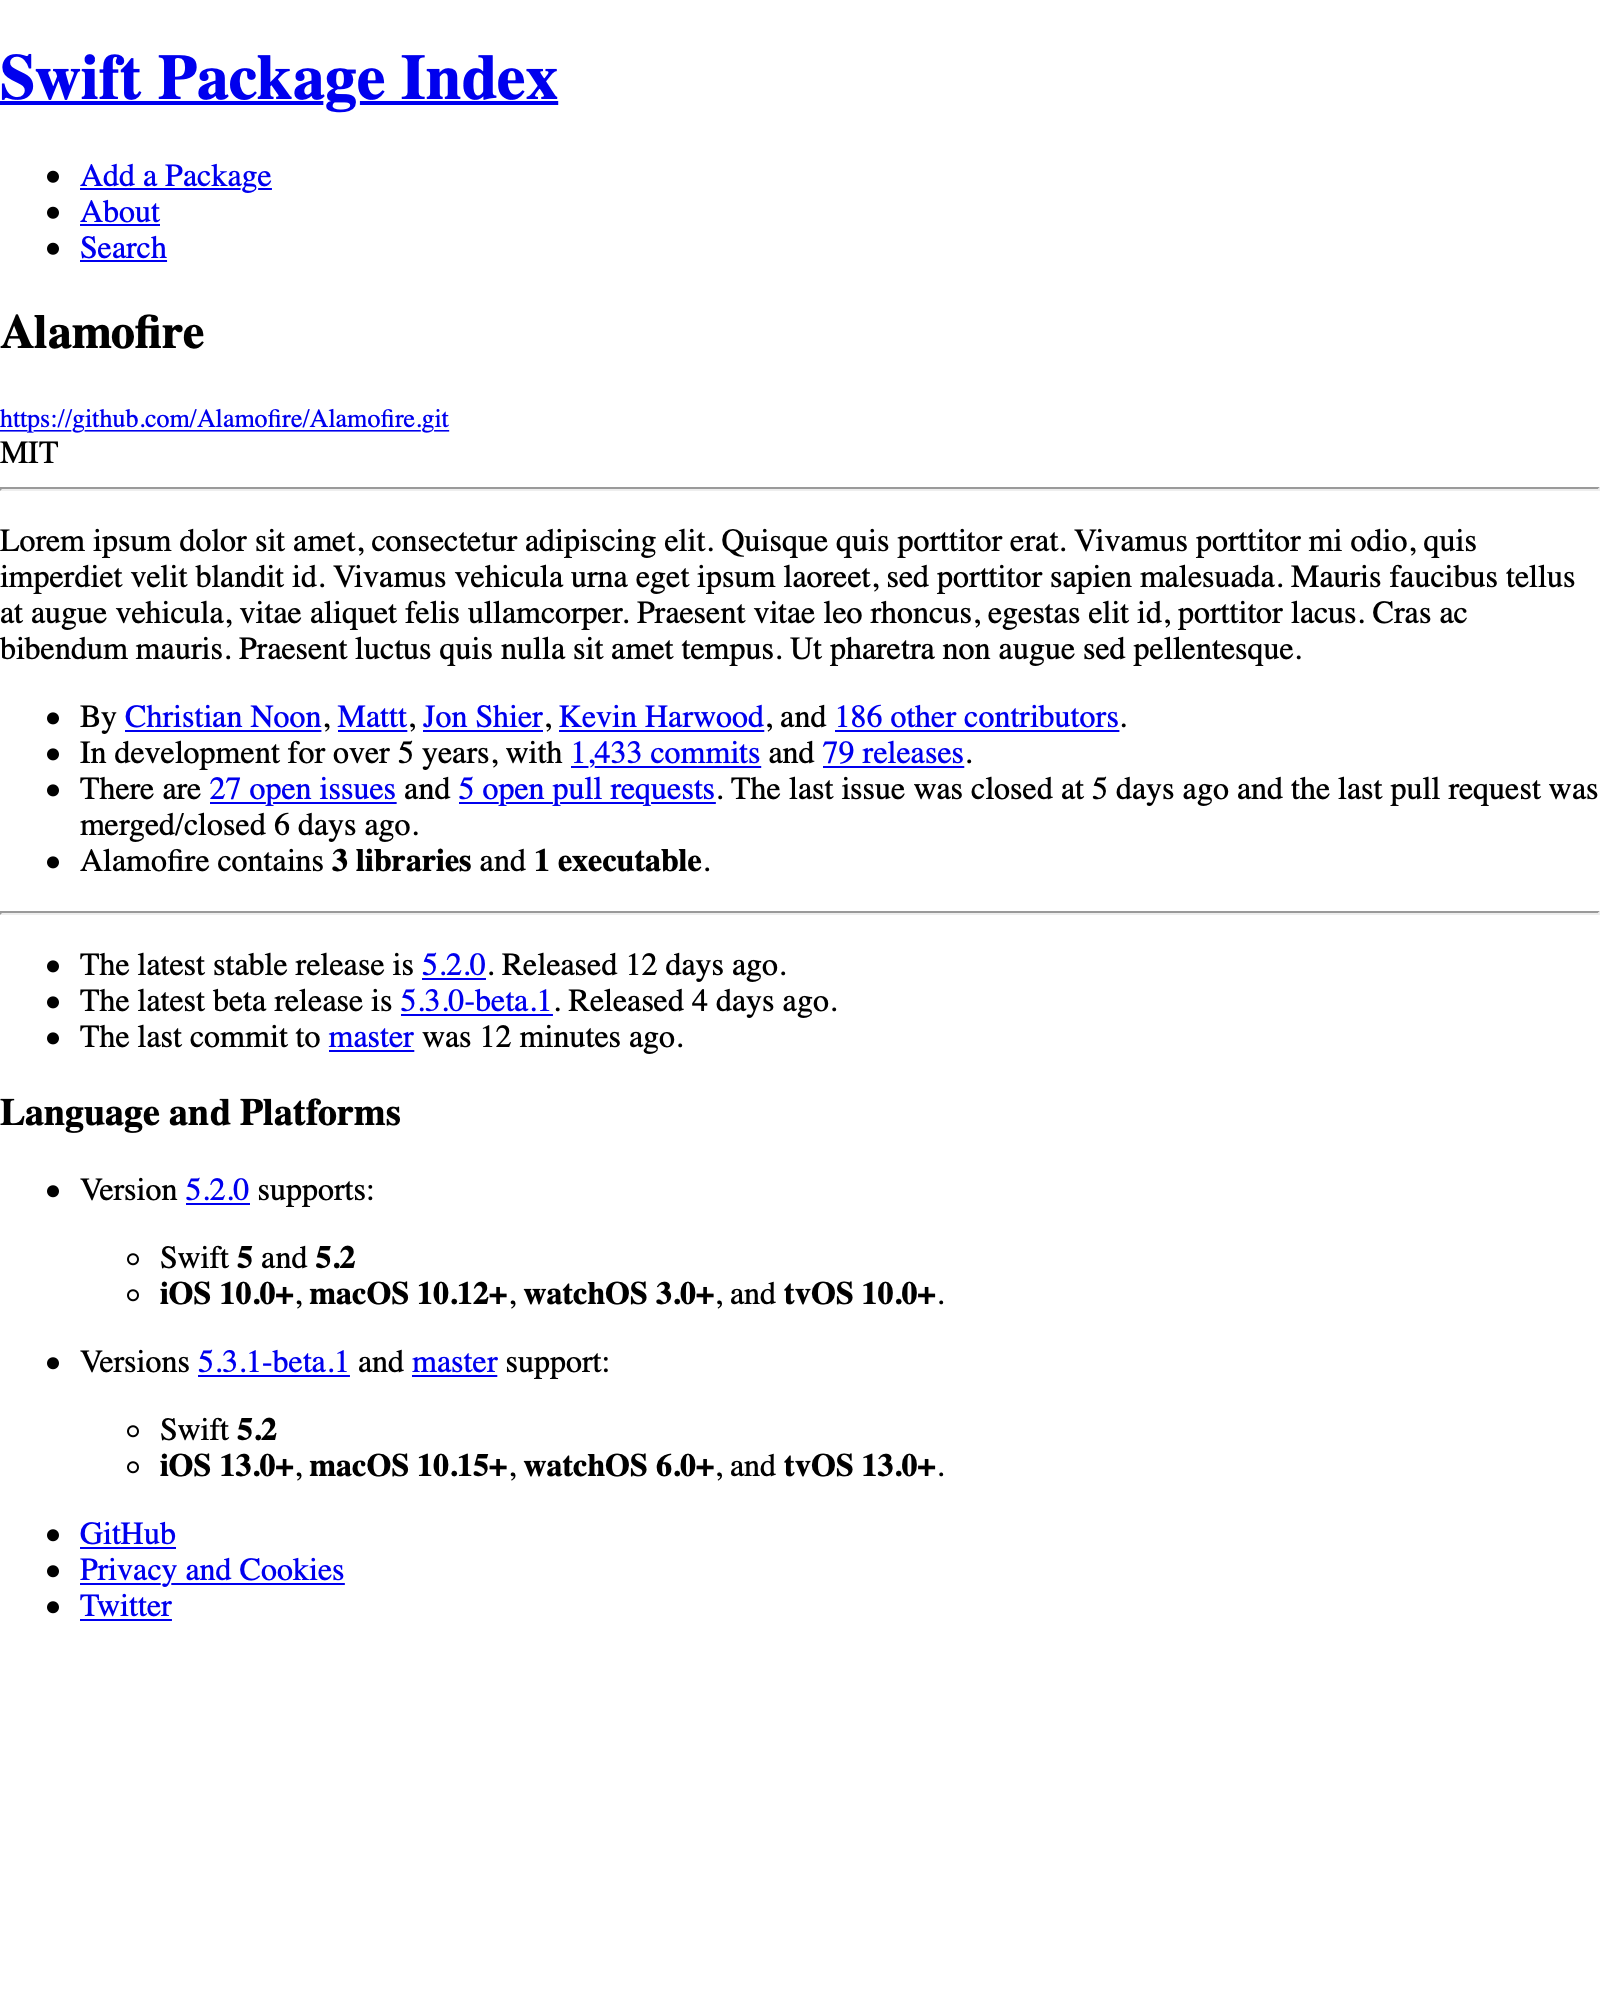 Swift Package Index
Add a Package
About
Search
Alamofire
https://github.com/Alamofire/Alamofire.git
MIT
Lorem ipsum dolor sit amet, consectetur adipiscing elit. Quisque quis porttitor erat. Vivamus porttitor mi odio, quis
imperdiet velit blandit id. Vivamus vehicula urna eget ipsum laoreet, sed porttitor sapien malesuada. Mauris faucibus tellus
at augue vehicula, vitae aliquet felis ullamcorper. Praesent vitae leo rhoncus, egestas elit id, porttitor lacus. Cras ac
bibendum mauris. Praesent luctus quis nulla sit amet tempus. Ut pharetra non augue sed pellentesque.
By Christian Noon, Mattt, Jon Shier, Kevin Harwood, and 186 other contributors.
In development for over 5 years, with 1,433 commits and 79 releases.
There are 27 open issues and 5 open pull requests. The last issue was closed at 5 days ago and the last pull request was
merged/closed 6 days ago.
Alamofire contains 3 libraries and 1 executable.
The latest stable release is 5.2.0. Released 12 days ago.
The latest beta release is 5.3.0-beta.1. Released 4 days ago.
The last commit to master was 12 minutes ago.
Language and Platforms
Version 5.2.0 supports:
Swift 5 and 5.2
iOS 10.0+, macOS 10.12+, watchOS 3.0+, and tvOS 10.0+.
Versions 5.3.1-beta.1 and master support:
Swift 5.2
iOS 13.0+, macOS 10.15+, watchOS 6.0+, and tvOS 13.0+.
GitHub
Privacy and Cookies
Twitter